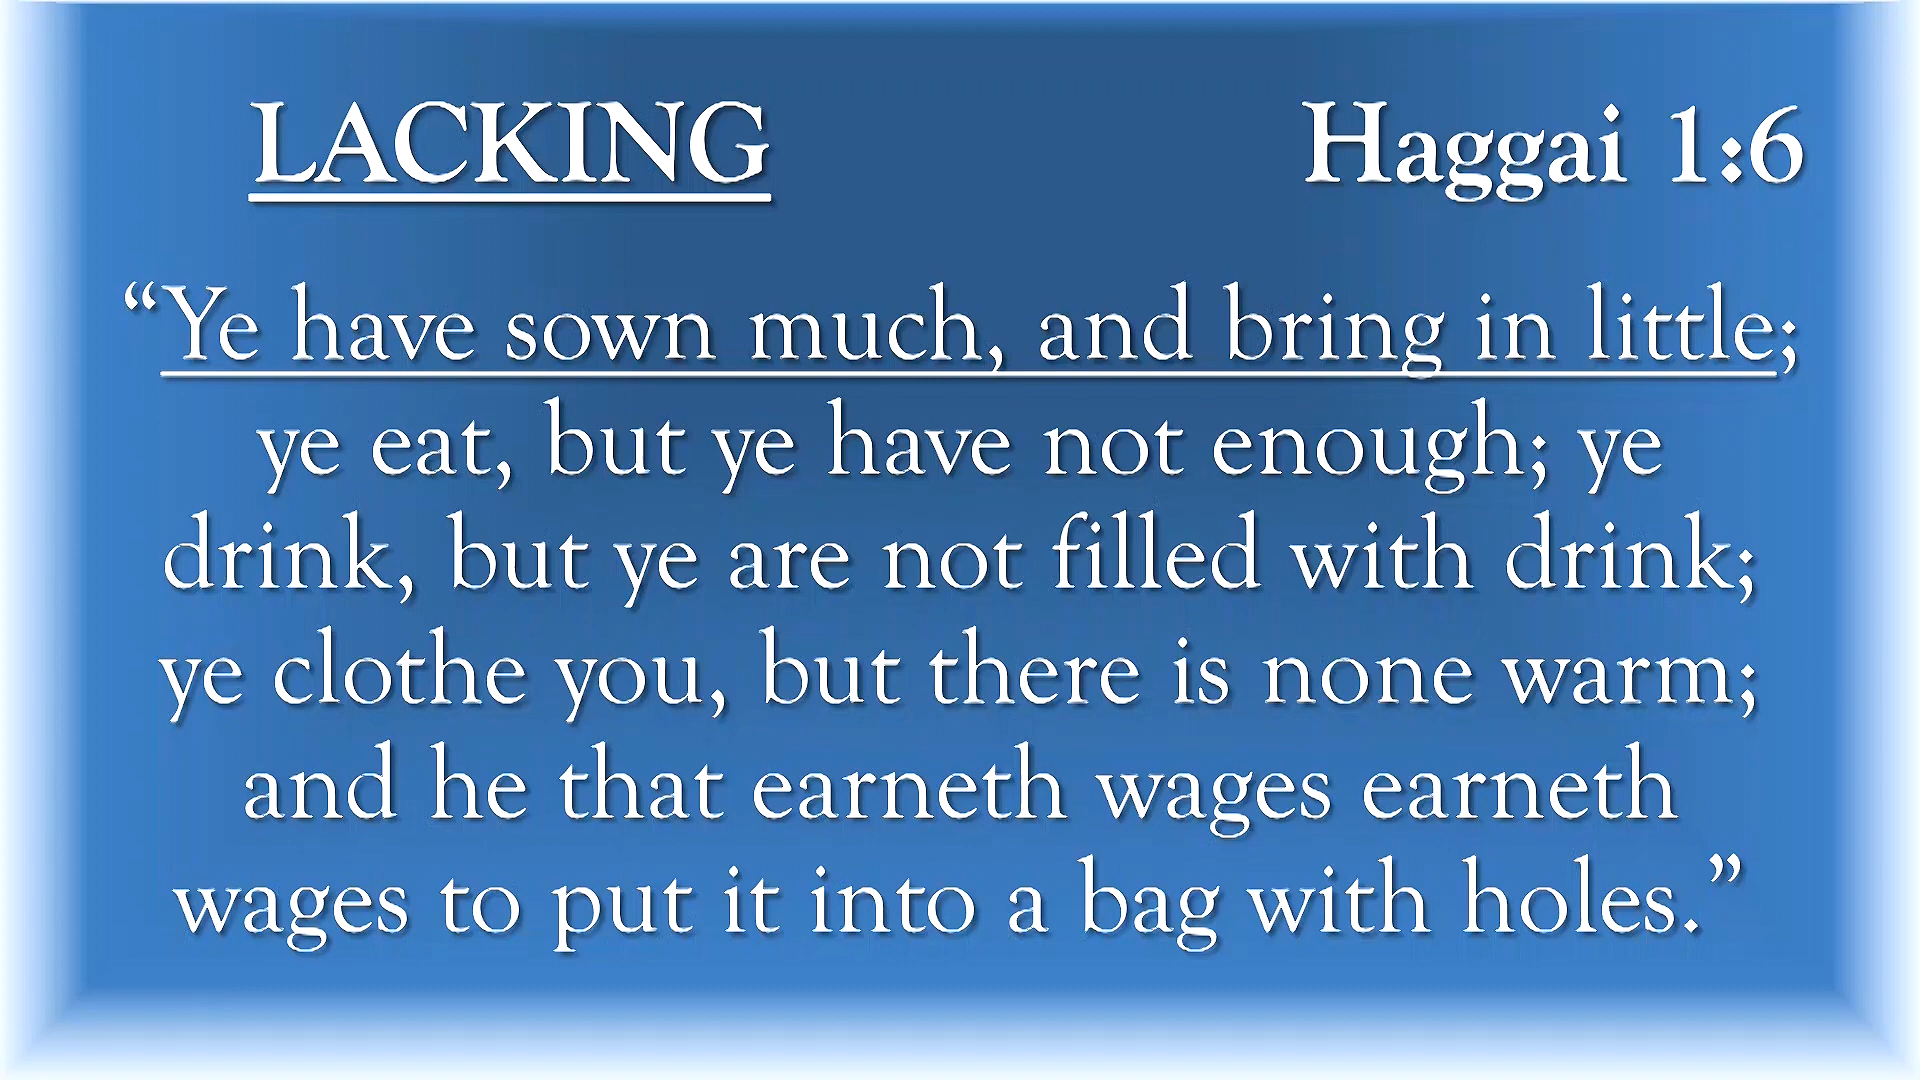 LACKING Haggai 1:6
“Ye have sown much, and bring in little;
ye eat, but ye have not enough; ye
drink, but ye are not filled with drink;
ye clothe you, but there is none warm;
and he that earneth wages earneth
wages to put it into a bag with holes.”